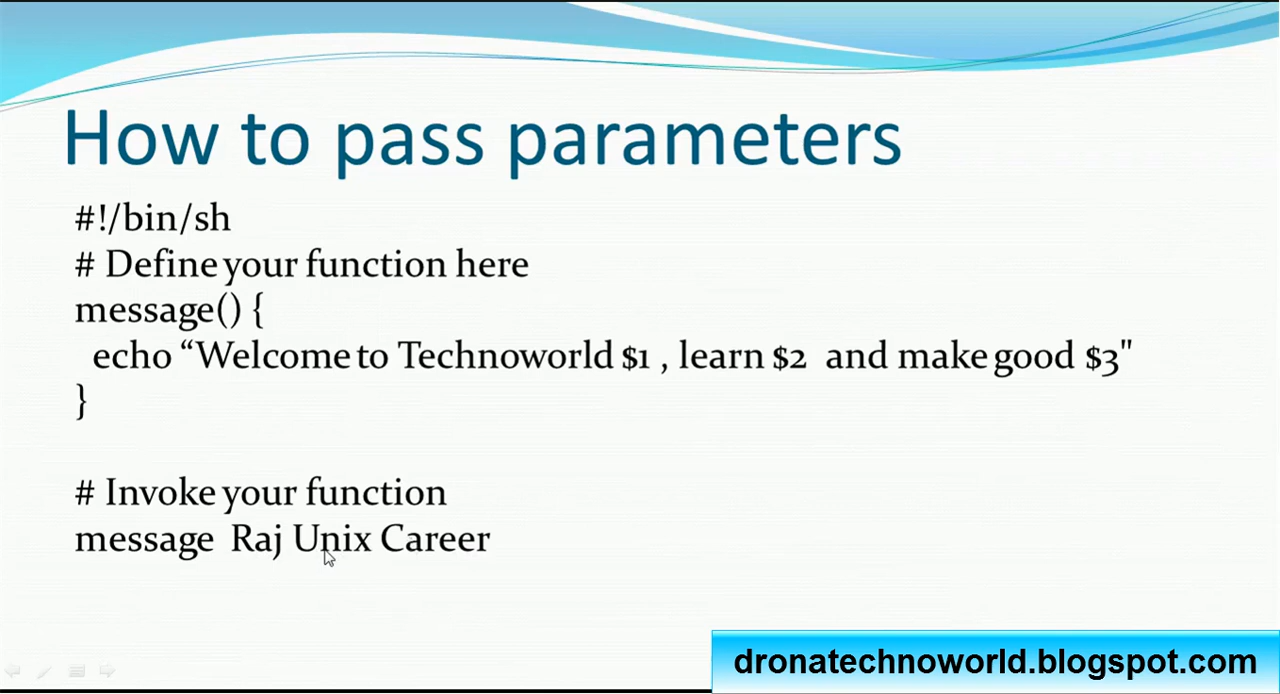 How to pass parameters
#!/bin/sh
# Define your function here
message() {
echo “Welcome to Technoworld $1 , learn $2 and make good $3"
}
# Invoke your function
message Raj Unix Career
dronatechnoworld.blogspot.com